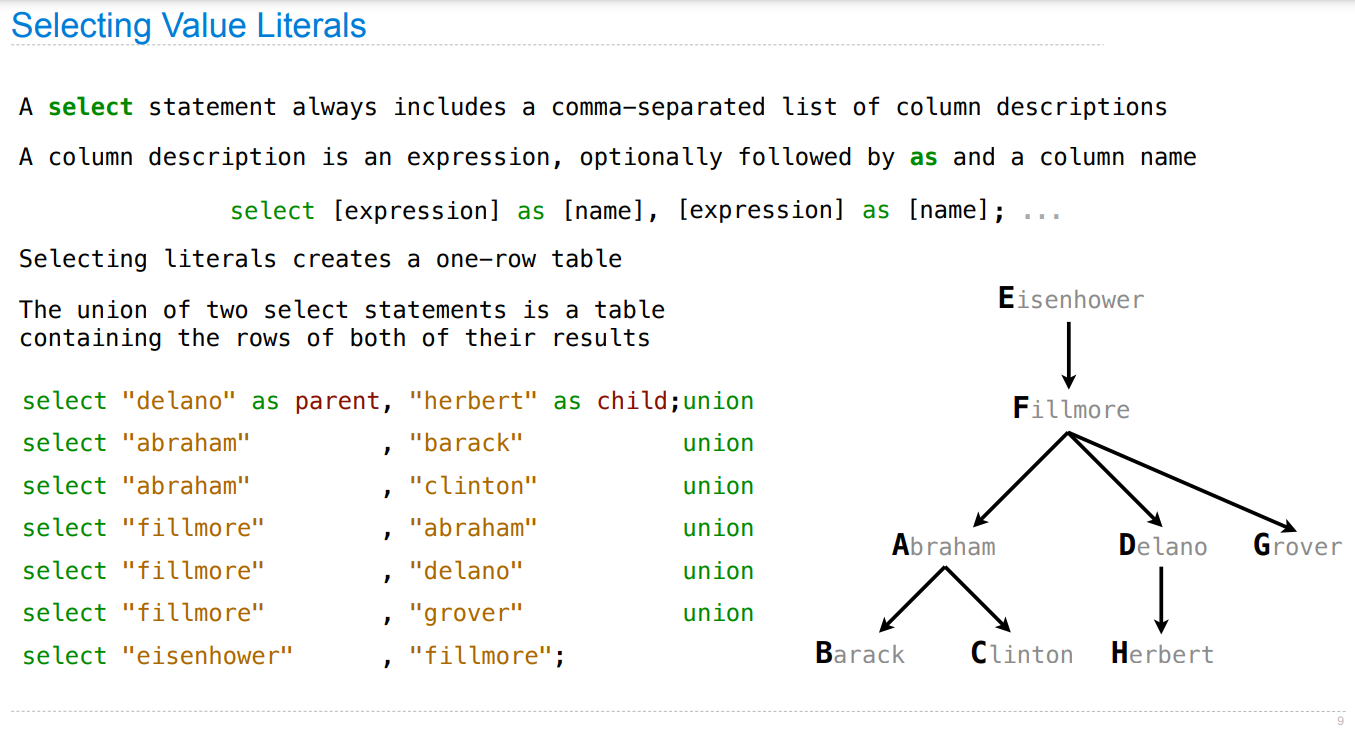 Selecting Value Literals
A select statement always includes a comma-separated list of column descriptions
A column description is an expression, optionally followed by as and a column name
select [expression] as [name], [expression] as [name]; ...
Selecting literals creates a one-row table
The union of two select statements is a table
containing the rows of both of their results
select "delano" as parent, "herbert" as child;union
select "abraham" , "barack" union
select "abraham" , "clinton" union
select "fillmore" , "abraham" union
select "fillmore" , "delano" union
select "fillmore" , "grover" union
select "eisenhower" , "fillmore";
Eisenhower
Fillmore
Abraham Delano Grover
Barack Clinton Herbert
9